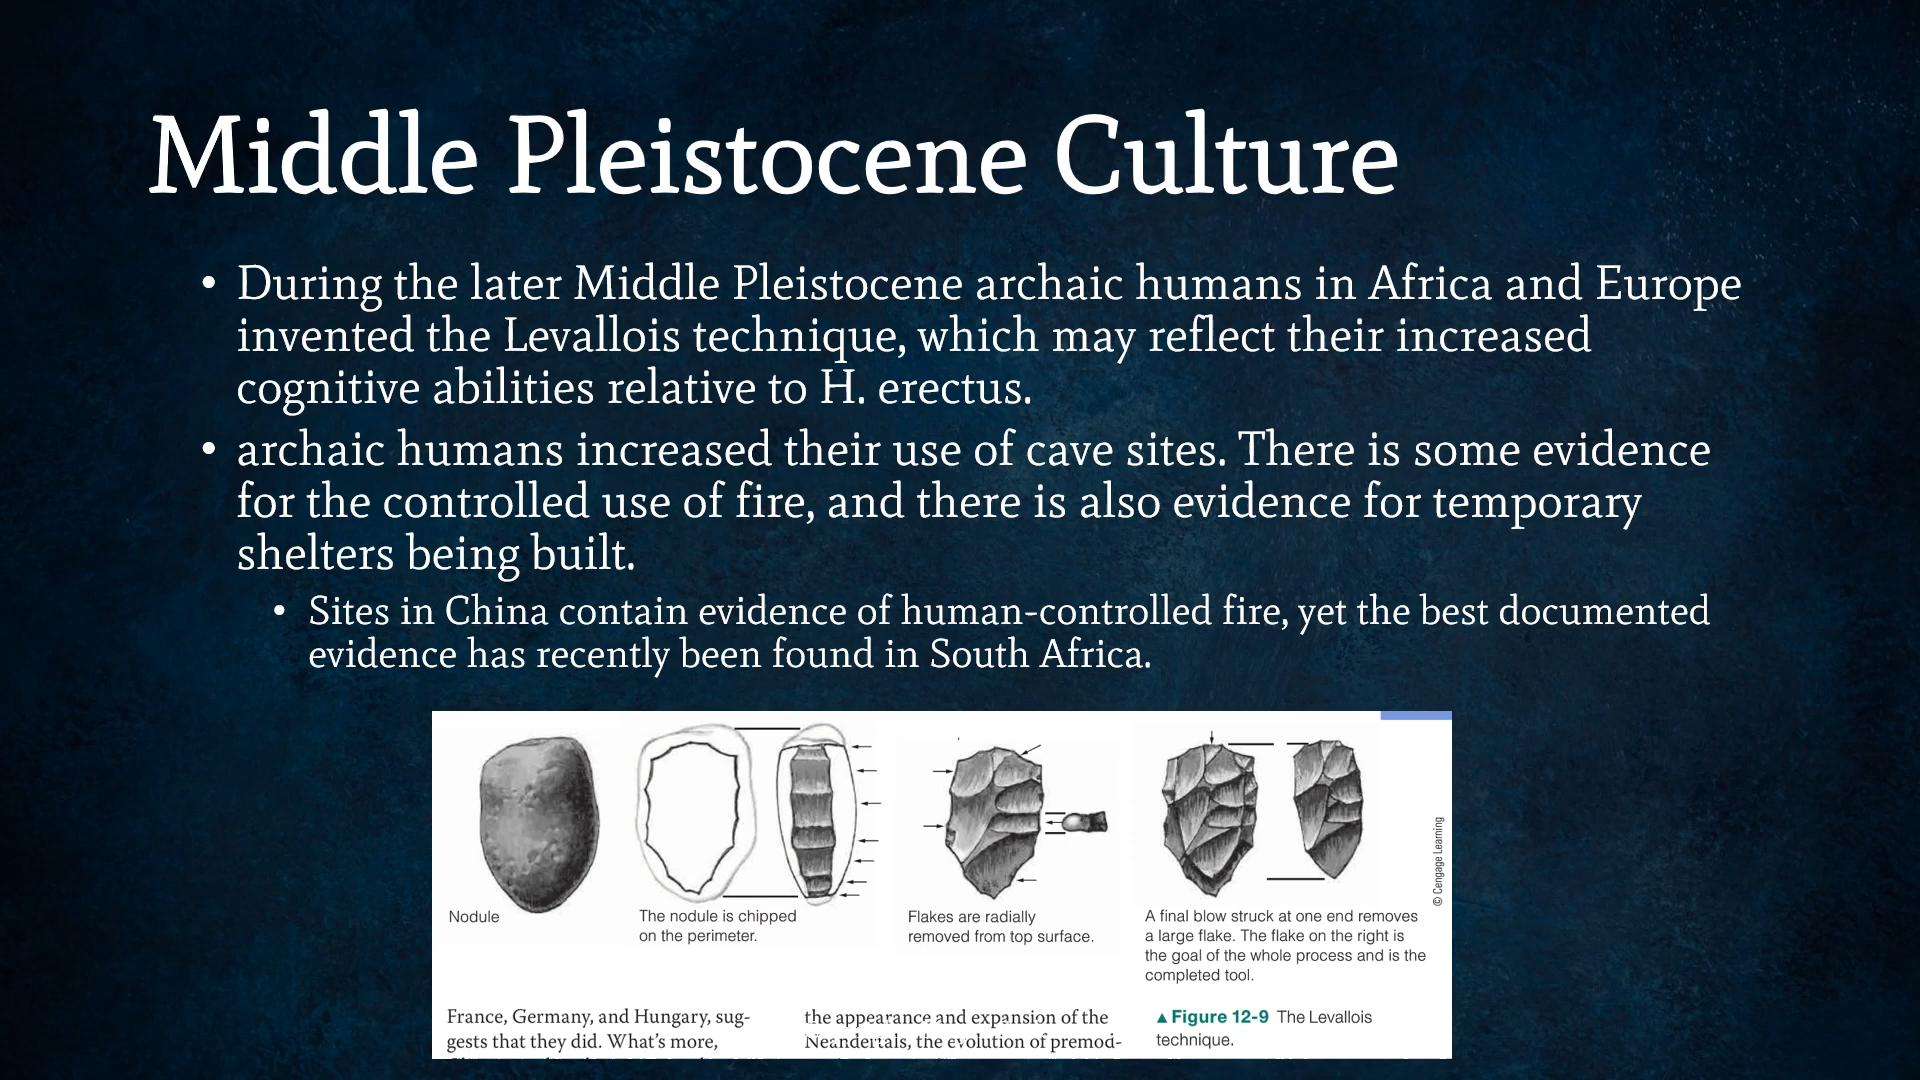 Middle Pleistocene Culture
• During the later Middle Pleistocene archaic humans in Africa and Europe
invented the Levallois technique, which may reflect their increased
cognitive abilities relative to H. erectus.
• archaic humans increased their use of cave sites. There is some evidence
for the controlled use of fire, and there is also evidence for temporary
shelters being built.
• Sites in China contain evidence of human-controlled fire, yet the best documented
evidence has recently been found in South Africa.
© Cengage Learning
Nodule
The nodule is chipped
on the perimeter.
Flakes are radially
removed from top surface.
A final blow struck at one end removes
a large flake. The flake on the right is
the goal of the whole process and is the
completed tool.
France, Germany, and Hungary, sug-
gests that they did. What's more,
the appearance and expansion of the
Neandertals, the evolution of premod-
▲ Figure 12-9 The Levallois
technique.